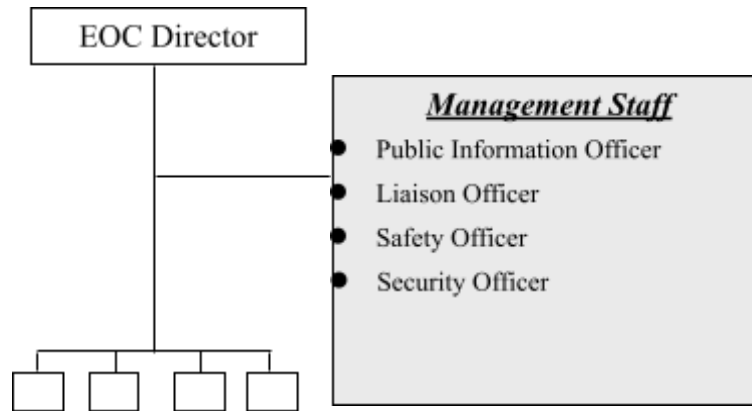 EOC Director
Management Staff
Public Information Officer
Liaison Officer
Safety Officer
Security Officer